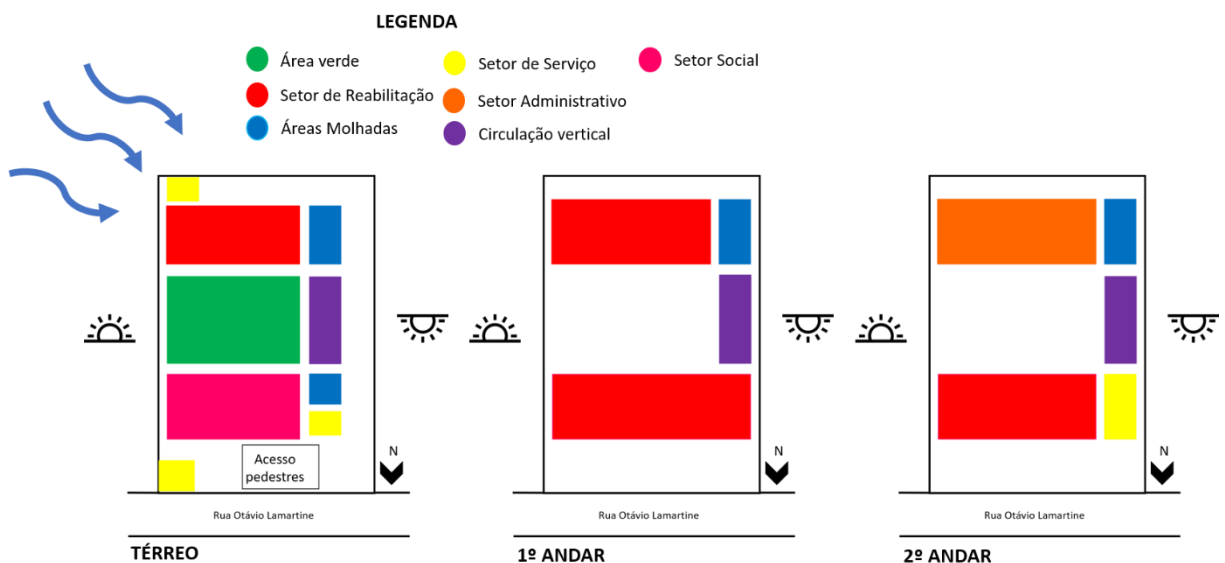 LEGENDA
Área verde
Setor de Serviço
Setor Social
Setor de Reabilitação
Setor Administrativo
Áreas Molhadas
Circulação vertical
Acesso
pedestres
N
N
N
Rua Otávio Lamartine
Rua Otávio Lamartine
Rua Otávio Lamartine
TÉRREO
1º ANDAR
2º ANDAR